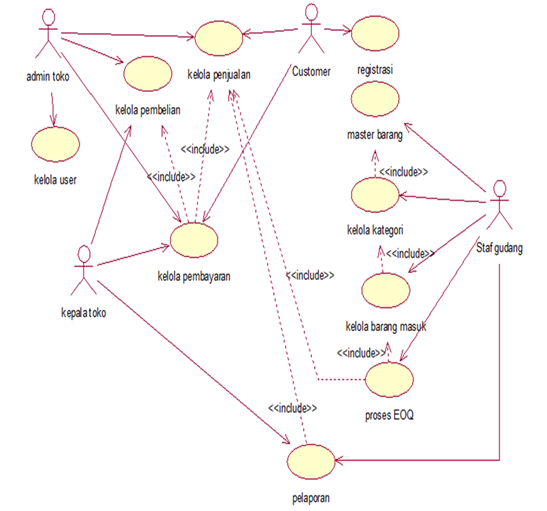 admin toko
kelola penjualan
Customer
registrasi
kelola pembelian
master barang
<<include>>
<<include>>
kelola user
<<include>>
kelola kategori
Staf gudang
<<include>>
kelola pembayaran
<<include>>
kepala toko
kelola barang masuk
<<include>>
<<include>>
proses EOQ
pelaporan